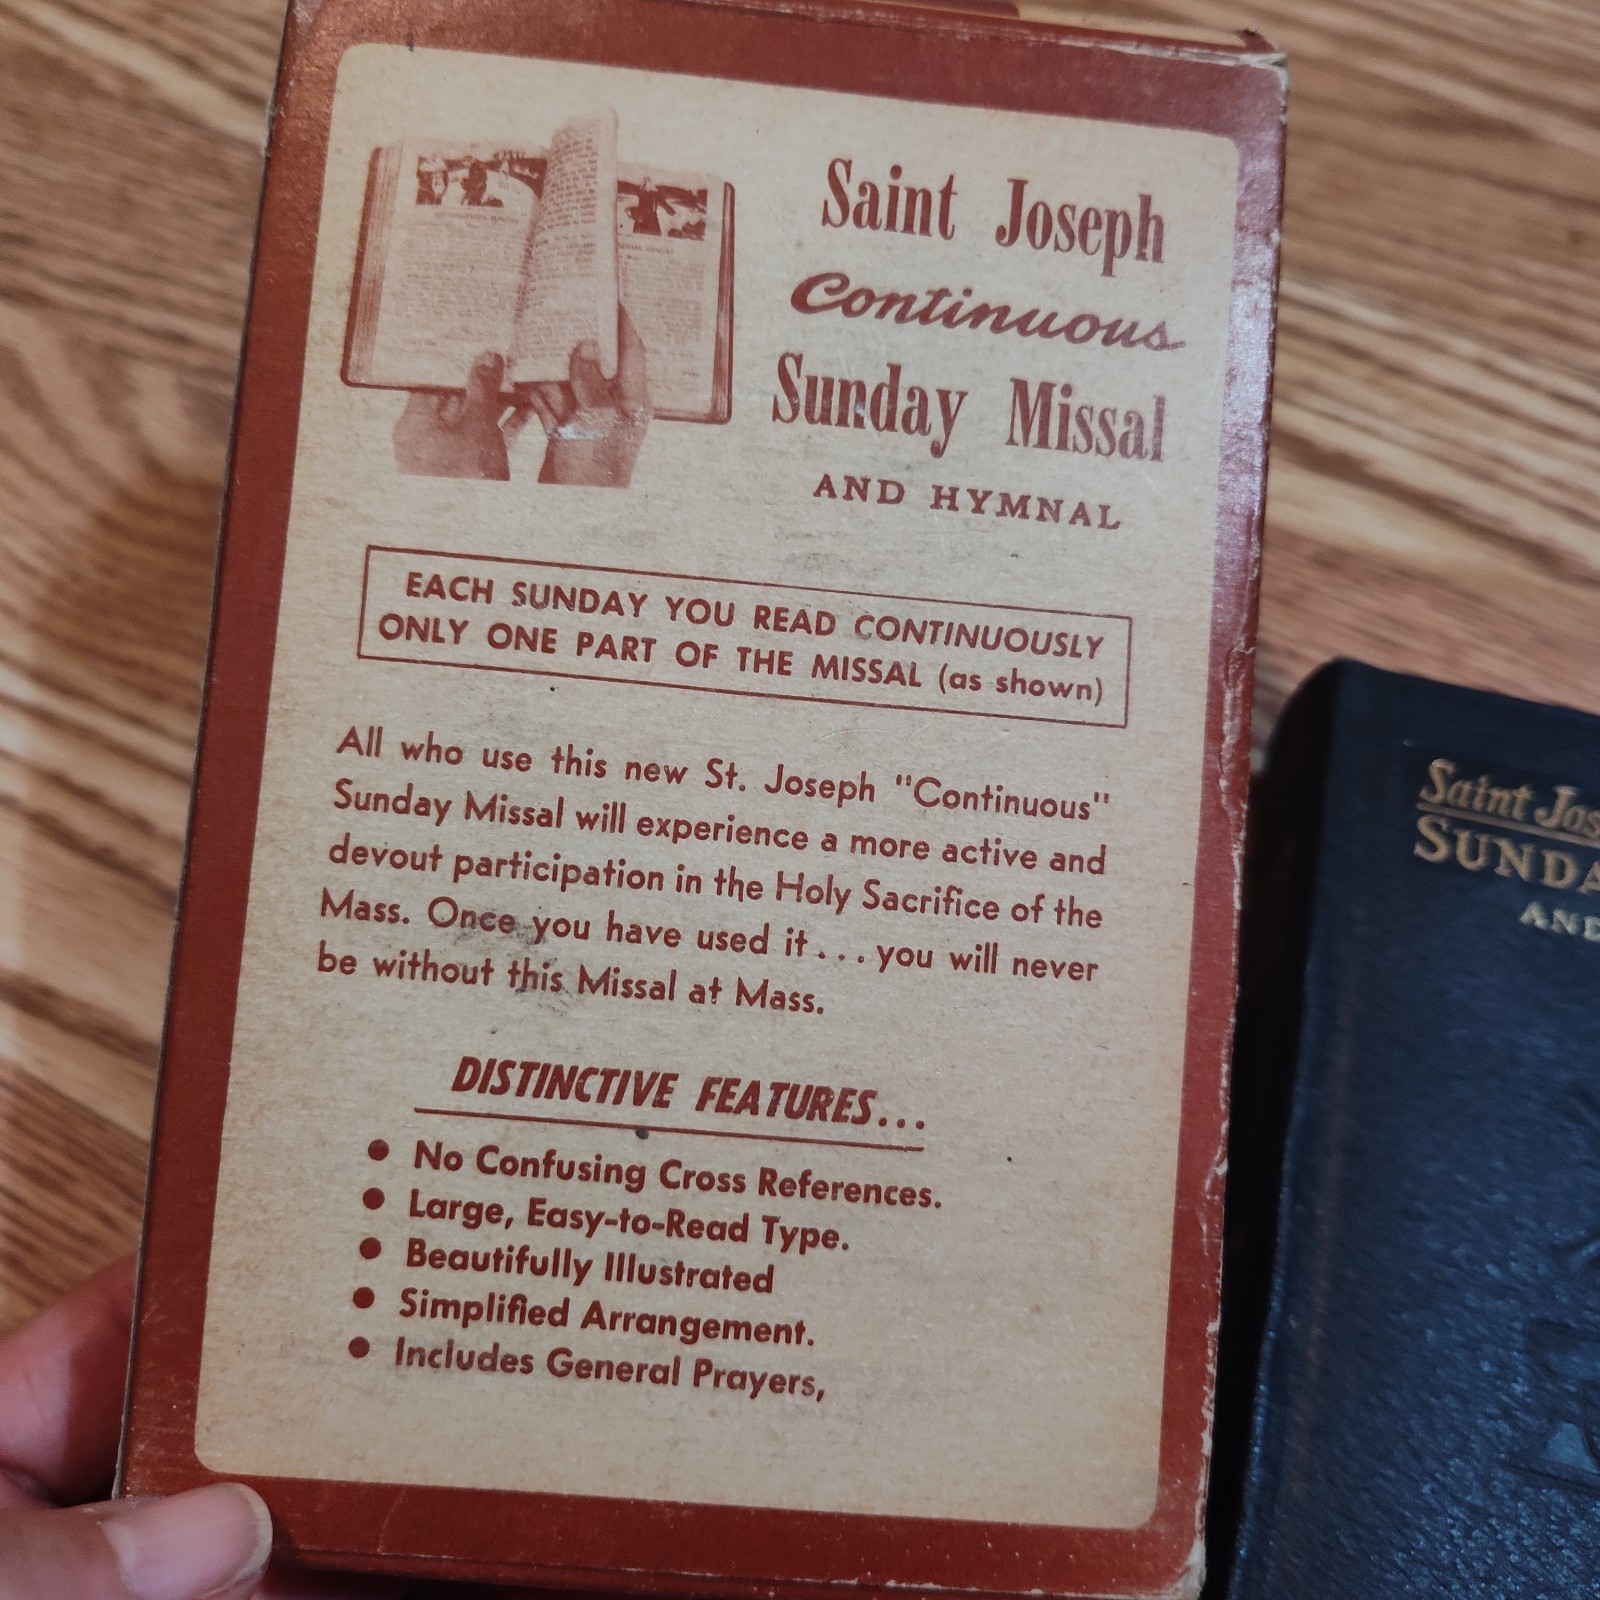 Saint Joseph
Continuous
Sunday Missal
AND HYMNAL
EACH SUNDAY YOU READ CONTINUOUSLY
ONLY ONE PART OF THE MISSAL (as shown)
All who use this new St. Joseph "Continuous"
Sunday Missal will experience a more active and
devout participation in the Holy Sacrifice of the
Mass. Once you have used it...you will never
be without this Missal at Mass.
DISTINCTIVE FEATURES...
● No Confusing Cross References.
● Large, Easy-to-Read Type.
● Beautifully Illustrated
● Simplified Arrangement.
● Includes General Prayers,
Saint Jos
SUNDA
AND